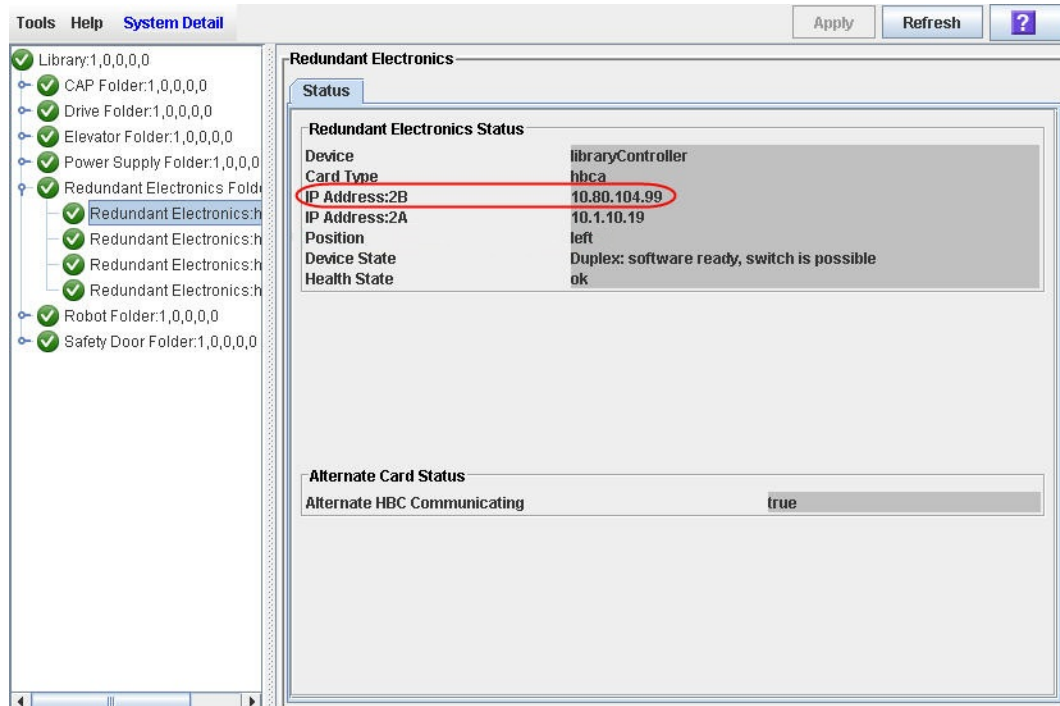 Tools Help System Detail
Apply Refresh ?
Library:1,0,0,0,0
CAP Folder:1,0,0,0,0
Drive Folder:1,0,0,0,0
Elevator Folder:1,0,0,0,0
Power Supply Folder:1,0,0,0
Redundant Electronics Fold
Redundant Electronics:h
Redundant Electronics:h
Redundant Electronics:h
Redundant Electronics:h
Robot Folder:1,0,0,0,0
Safety Door Folder:1,0,0,0,0
Redundant Electronics
Status
Redundant Electronics Status
Device libraryController
Card Type hbca
IP Address:2B 10.80.104.99
IP Address:2A 10.1.10.19
Position left
Device State Duplex: software ready, switch is possible
Health State ok
Alternate Card Status
Alternate HBC Communicating true